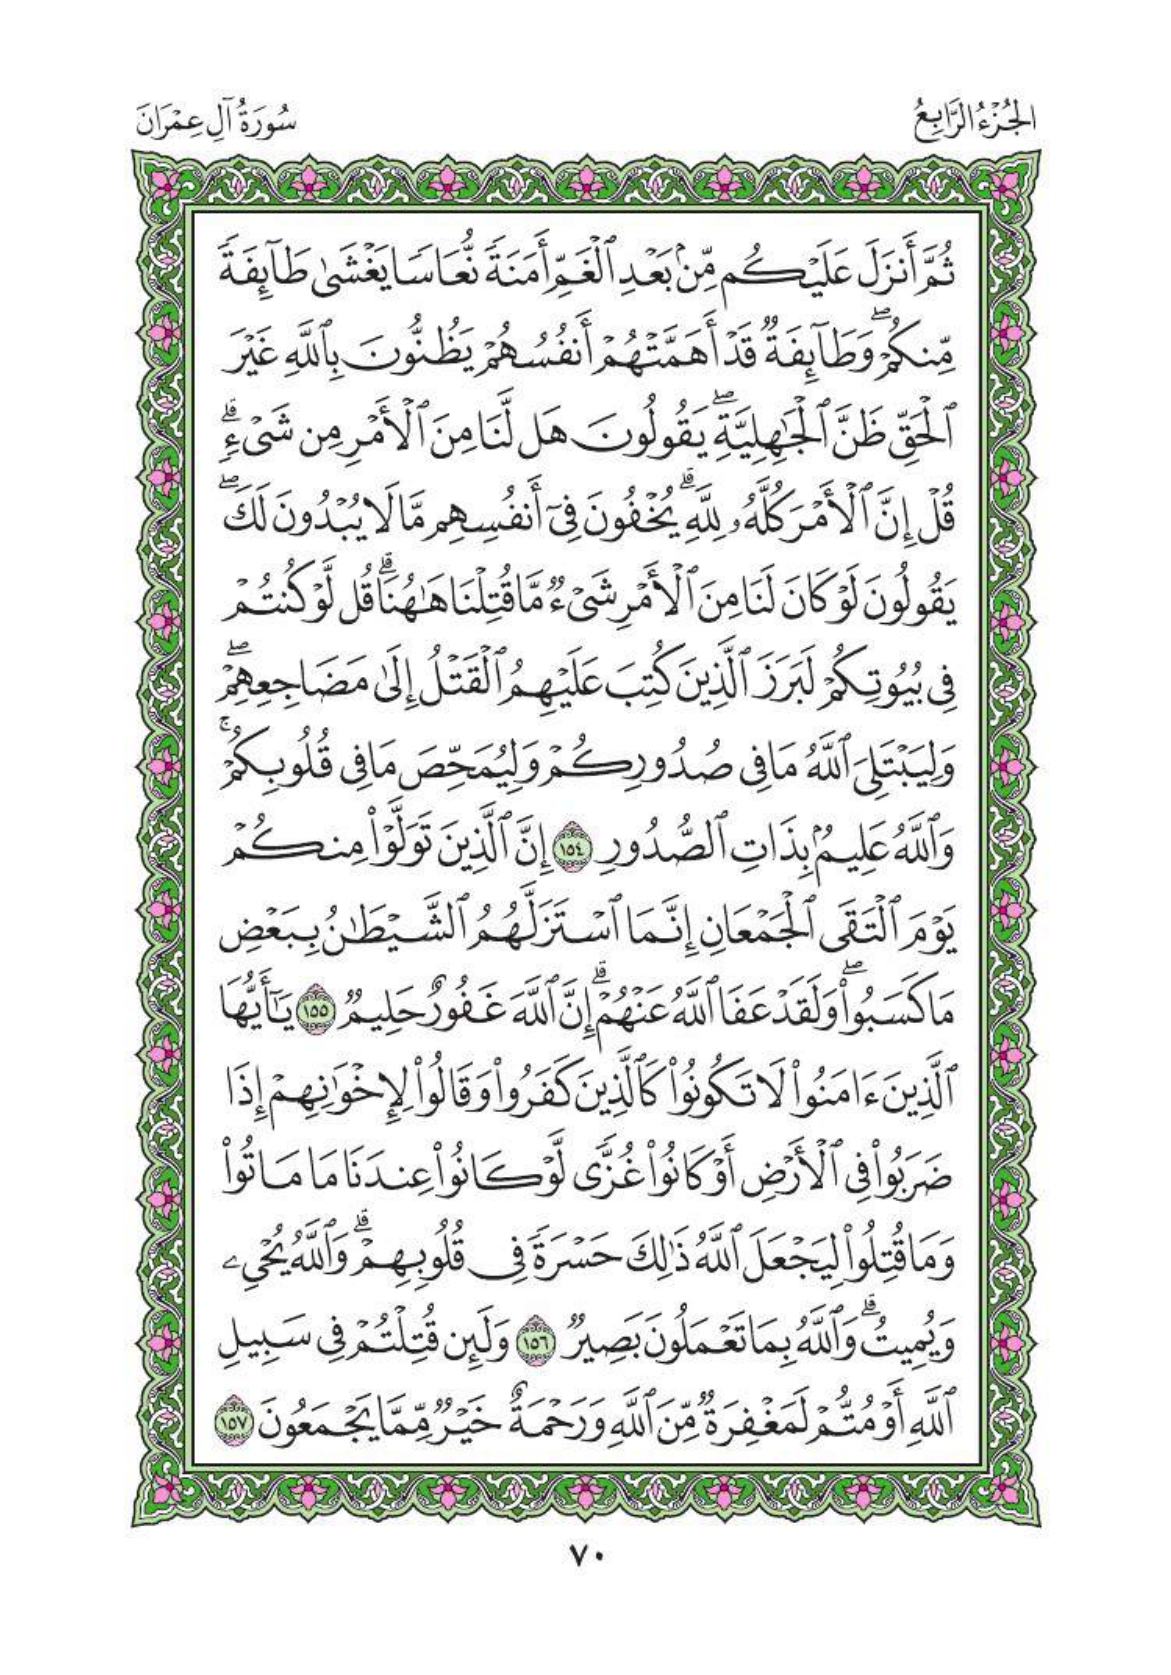 الجُزْءُ الرَّابِعُ
سُورَةُ آلِ عِمْرَانَ
ثُمَّ أَنزَلَ عَلَيْكُم مِّنۢ بَعْدِ ٱلْغَمِّ أَمَنَةً نُّعَاسًا يَغْشَىٰ طَآئِفَةً
مِّنكُمْ ۖ وَطَآئِفَةٌ قَدْ أَهَمَّتْهُمْ أَنفُسُهُمْ يَظُنُّونَ بِٱللَّهِ غَيْرَ
ٱلْحَقِّ ظَنَّ ٱلْجَٰهِلِيَّةِ ۖ يَقُولُونَ هَل لَّنَا مِنَ ٱلْأَمْرِ مِن شَىْءٍ ۗ
قُلْ إِنَّ ٱلْأَمْرَ كُلَّهُۥ لِلَّهِ ۗ يُخْفُونَ فِىٓ أَنفُسِهِم مَّا لَا يُبْدُونَ لَكَ ۖ
يَقُولُونَ لَوْ كَانَ لَنَا مِنَ ٱلْأَمْرِ شَىْءٌ مَّا قُتِلْنَا هَٰهُنَا ۗ قُل لَّوْ كُنتُمْ
فِى بُيُوتِكُمْ لَبَرَزَ ٱلَّذِينَ كُتِبَ عَلَيْهِمُ ٱلْقَتْلُ إِلَىٰ مَضَاجِعِهِمْ ۖ
وَلِيَبْتَلِىَ ٱللَّهُ مَا فِى صُدُورِكُمْ وَلِيُمَحِّصَ مَا فِى قُلُوبِكُمْ ۚ
وَٱللَّهُ عَلِيمٌۢ بِذَاتِ ٱلصُّدُورِ ١٥٤ إِنَّ ٱلَّذِينَ تَوَلَّوْا۟ مِنكُمْ
يَوْمَ ٱلْتَقَى ٱلْجَمْعَانِ إِنَّمَا ٱسْتَزَلَّهُمُ ٱلشَّيْطَٰنُ بِبَعْضِ
مَا كَسَبُوا۟ ۖ وَلَقَدْ عَفَا ٱللَّهُ عَنْهُمْ ۗ إِنَّ ٱللَّهَ غَفُورٌ حَلِيمٌ ١٥٥ يَٰٓأَيُّهَا
ٱلَّذِينَ ءَامَنُوا۟ لَا تَكُونُوا۟ كَٱلَّذِينَ كَفَرُوا۟ وَقَالُوا۟ لِإِخْوَٰنِهِمْ إِذَا
ضَرَبُوا۟ فِى ٱلْأَرْضِ أَوْ كَانُوا۟ غُزًّى لَّوْ كَانُوا۟ عِندَنَا مَا مَاتُوا۟
وَمَا قُتِلُوا۟ لِيَجْعَلَ ٱللَّهُ ذَٰلِكَ حَسْرَةً فِى قُلُوبِهِمْ ۗ وَٱللَّهُ يُحْىِۦ
وَيُمِيتُ ۗ وَٱللَّهُ بِمَا تَعْمَلُونَ بَصِيرٌ ١٥٦ وَلَئِن قُتِلْتُمْ فِى سَبِيلِ
ٱللَّهِ أَوْ مُتُّمْ لَمَغْفِرَةٌ مِّنَ ٱللَّهِ وَرَحْمَةٌ خَيْرٌ مِّمَّا يَجْمَعُونَ ١٥٧
٧٠